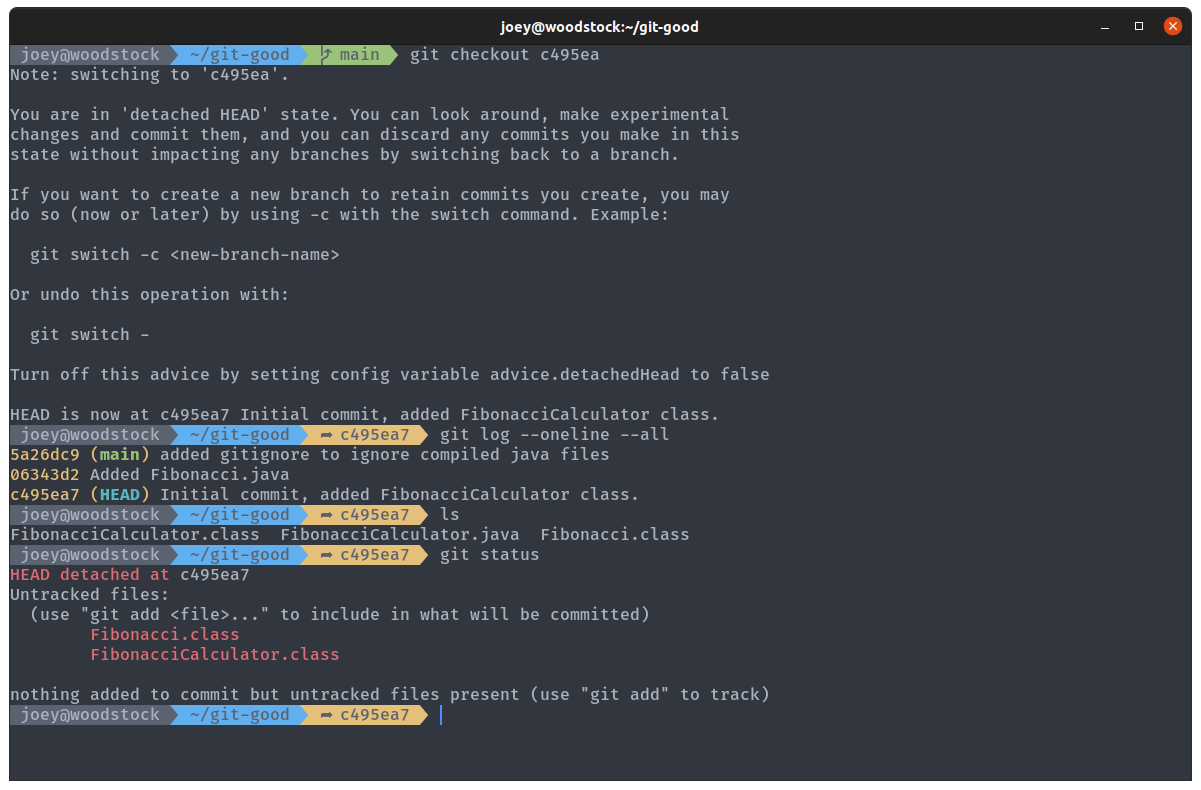 joey@woodstock:~/git-good
joey@woodstock ~/git-good main git checkout c495ea
Note: switching to 'c495ea'.
You are in 'detached HEAD' state. You can look around, make experimental
changes and commit them, and you can discard any commits you make in this
state without impacting any branches by switching back to a branch.
If you want to create a new branch to retain commits you create, you may
do so (now or later) by using -c with the switch command. Example:
git switch -c <new-branch-name>
Or undo this operation with:
git switch -
Turn off this advice by setting config variable advice.detachedHead to false
HEAD is now at c495ea7 Initial commit, added FibonacciCalculator class.
joey@woodstock ~/git-good ➦ c495ea7 git log --oneline --all
5a26dc9 (main) added gitignore to ignore compiled java files
06343d2 Added Fibonacci.java
c495ea7 (HEAD) Initial commit, added FibonacciCalculator class.
joey@woodstock ~/git-good ➦ c495ea7 ls
FibonacciCalculator.class FibonacciCalculator.java Fibonacci.class
joey@woodstock ~/git-good ➦ c495ea7 git status
HEAD detached at c495ea7
Untracked files:
(use "git add <file>..." to include in what will be committed)
Fibonacci.class
FibonacciCalculator.class
nothing added to commit but untracked files present (use "git add" to track)
joey@woodstock ~/git-good ➦ c495ea7